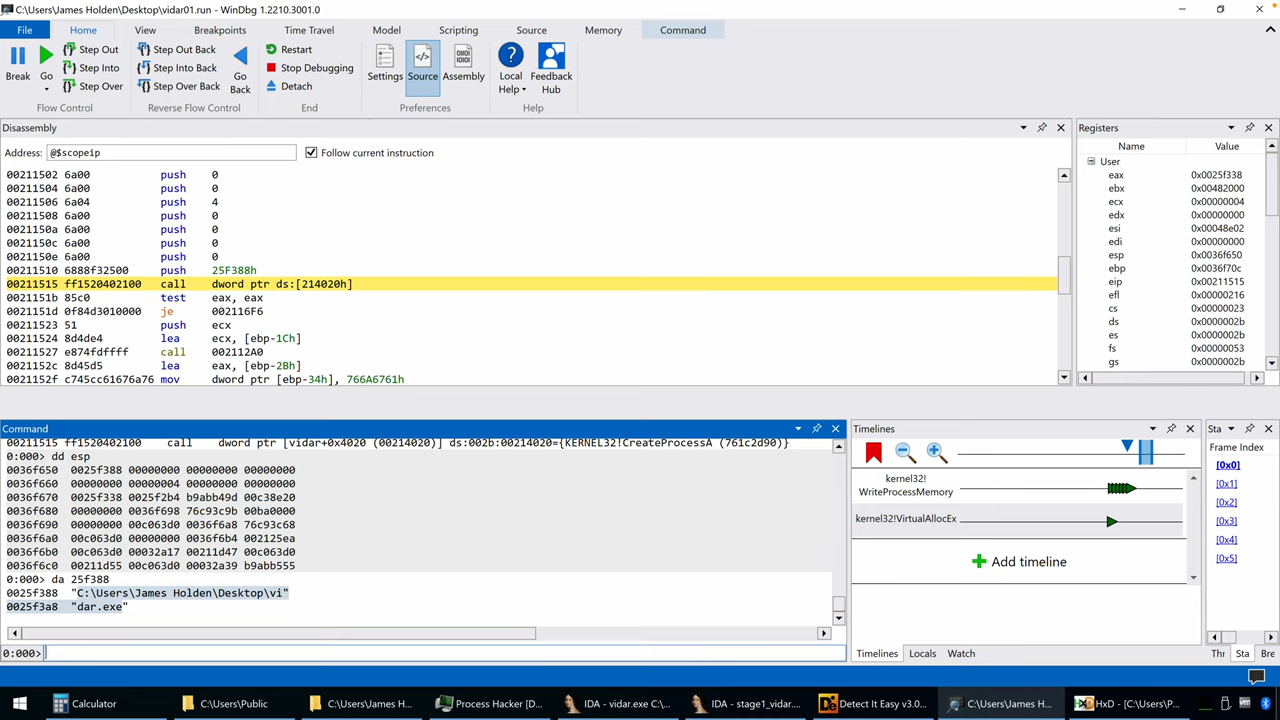 C:\Users\James Holden\Desktop\vidar01.run - WinDbg 1.2210.3001.0
File Home View Breakpoints Time Travel Model Scripting Source Memory Command
Break
Go
Step Out
Step Into
Step Over
Flow Control
Step Out Back
Step Into Back
Step Over Back
Go Back
Reverse Flow Control
Restart
Stop Debugging
Detach
End
Settings
Source
Assembly
Preferences
Local Help
Feedback Hub
Help
Disassembly
Address: @$scopeip Follow current instruction
00211502 6a00 push 0
00211504 6a00 push 0
00211506 6a04 push 4
00211508 6a00 push 0
0021150a 6a00 push 0
0021150c 6a00 push 0
0021150e 6a00 push 0
00211510 6888f32500 push 25F388h
00211515 ff1520402100 call dword ptr ds:[214020h]
0021151b 85c0 test eax, eax
0021151d 0f84d3010000 je 002116F6
00211523 51 push ecx
00211524 8d4de4 lea ecx, [ebp-1Ch]
00211527 e874fdffff call 002112A0
0021152c 8d45d5 lea eax, [ebp-2Bh]
0021152f c745cc61676a76 mov dword ptr [ebp-34h], 766A6761h
Registers
Name Value
User
eax 0x0025f338
ebx 0x00482000
ecx 0x00000004
edx 0x00000000
esi 0x00048e02
edi 0x00000000
esp 0x0036f650
ebp 0x0036f70c
eip 0x00211515
efl 0x00000216
cs 0x00000023
ds 0x0000002b
es 0x0000002b
fs 0x00000053
gs 0x0000002b
Command
00211515 ff1520402100 call dword ptr [vidar+0x4020 (00214020)] ds:002b:00214020={KERNEL32!CreateProcessA (761c2d90)}
0:000> dd esp
0036f650 0025f388 00000000 00000000 00000000
0036f660 00000000 00000004 00000000 00000000
0036f670 0025f338 0025f2b4 b9abb49d 00c38e20
0036f680 00000000 0036f698 76c93c9b 00ba0000
0036f690 00000000 00c063d0 0036f6a8 76c93c68
0036f6a0 00c063d0 00000000 0036f6b4 002125ea
0036f6b0 00c063d0 00032a17 00211d47 00c063d0
0036f6c0 00211d55 00c063d0 00032a39 b9abb555
0:000> da 25f388
0025f388 "C:\Users\James Holden\Desktop\vi"
0025f3a8 "dar.exe"
0:000>
Timelines
kernel32!
WriteProcessMemory
kernel32!VirtualAllocEx
Add timeline
Timelines Locals Watch
Sta
Frame Index
[0x0]
[0x1]
[0x2]
[0x3]
[0x4]
[0x5]
Thr Sta Bre
Calculator C:\Users\Public C:\Users\James H... Process Hacker [D... IDA - vidar.exe C:\... IDA - stage1_vidar.... Detect It Easy v3.0... C:\Users\James H... HxD - [C:\Users\P...